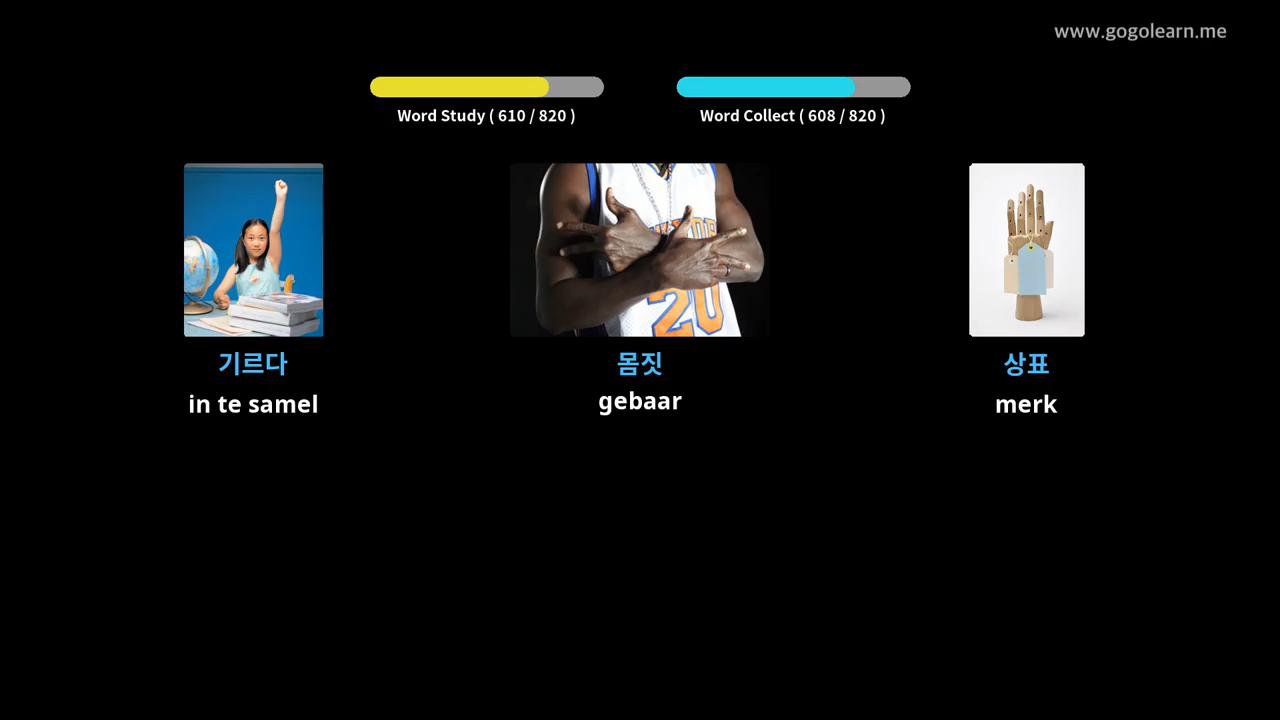 www.gogolearn.me
Word Study ( 610 / 820 )
Word Collect ( 608 / 820 )
20
기르다
몸짓
상표
in te samel
gebaar
merk